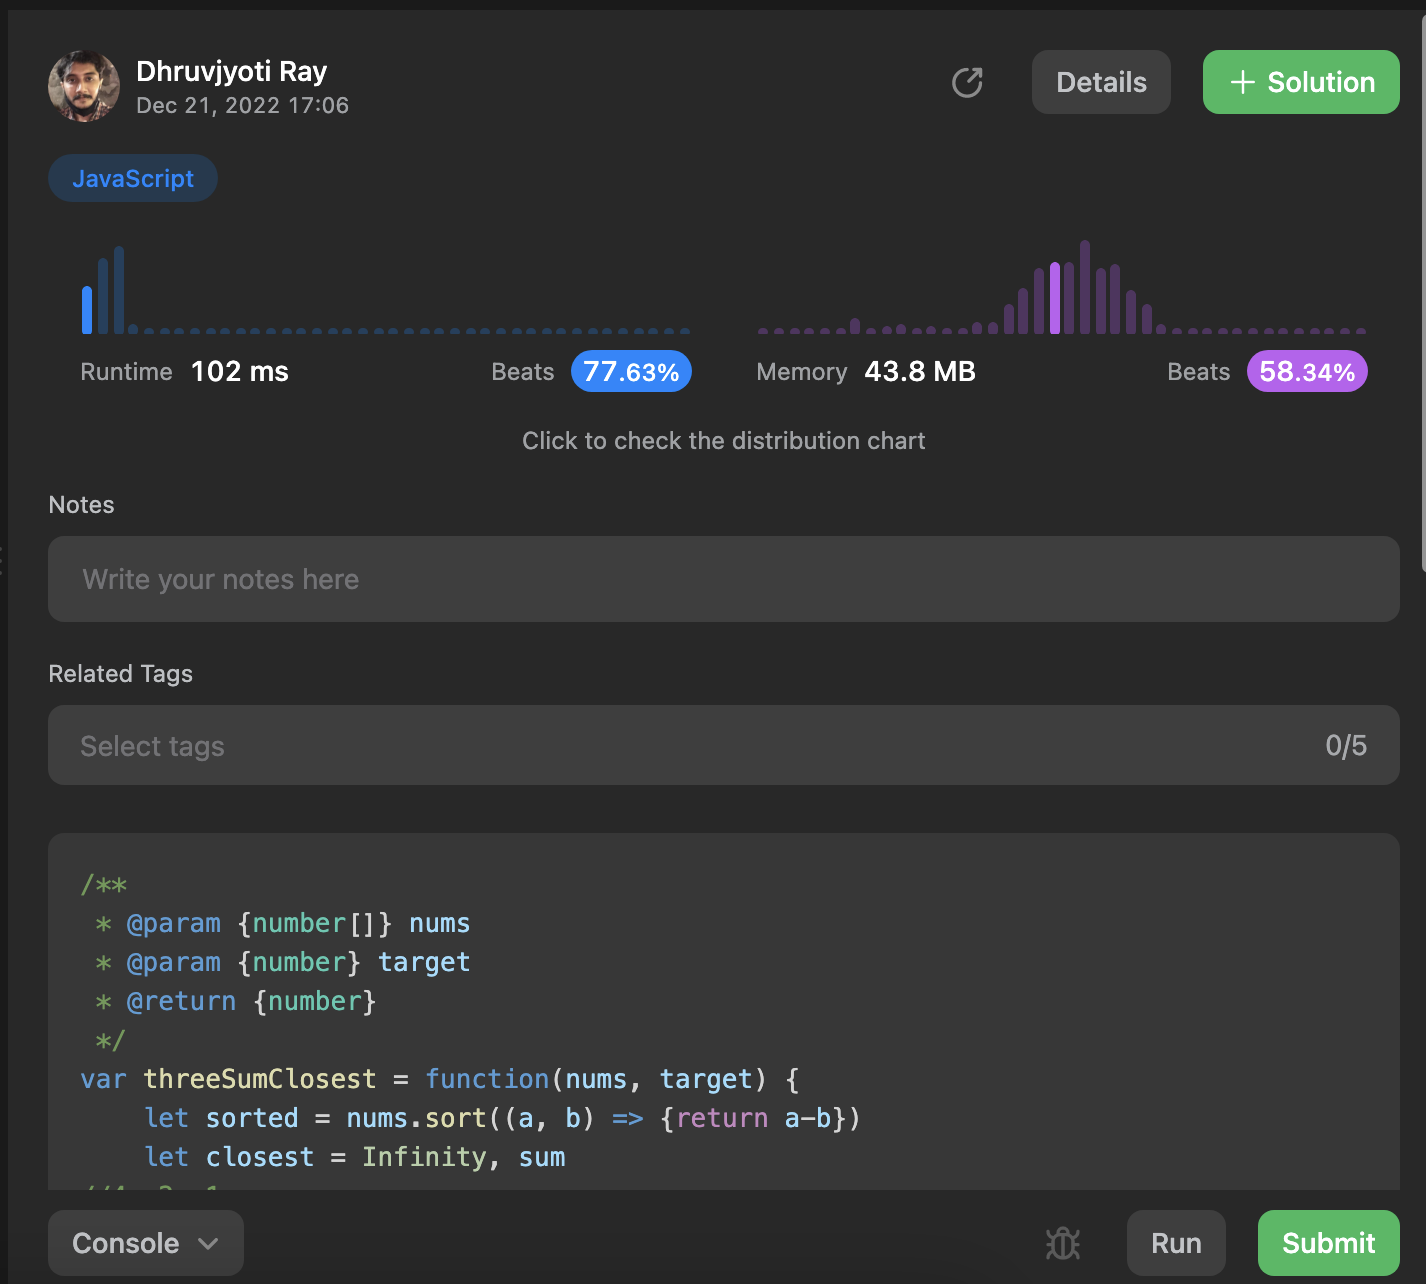 Dhruvjyoti Ray
Dec 21, 2022 17:06
Details
+ Solution
JavaScript
Runtime 102 ms Beats 77.63%
Memory 43.8 MB Beats 58.34%
Click to check the distribution chart
Notes
Write your notes here
Related Tags
Select tags 0/5
/**
 * @param {number[]} nums
 * @param {number} target
 * @return {number}
 */
var threeSumClosest = function(nums, target) {
    let sorted = nums.sort((a, b) => {return a-b})
    let closest = Infinity, sum
Console
Run
Submit